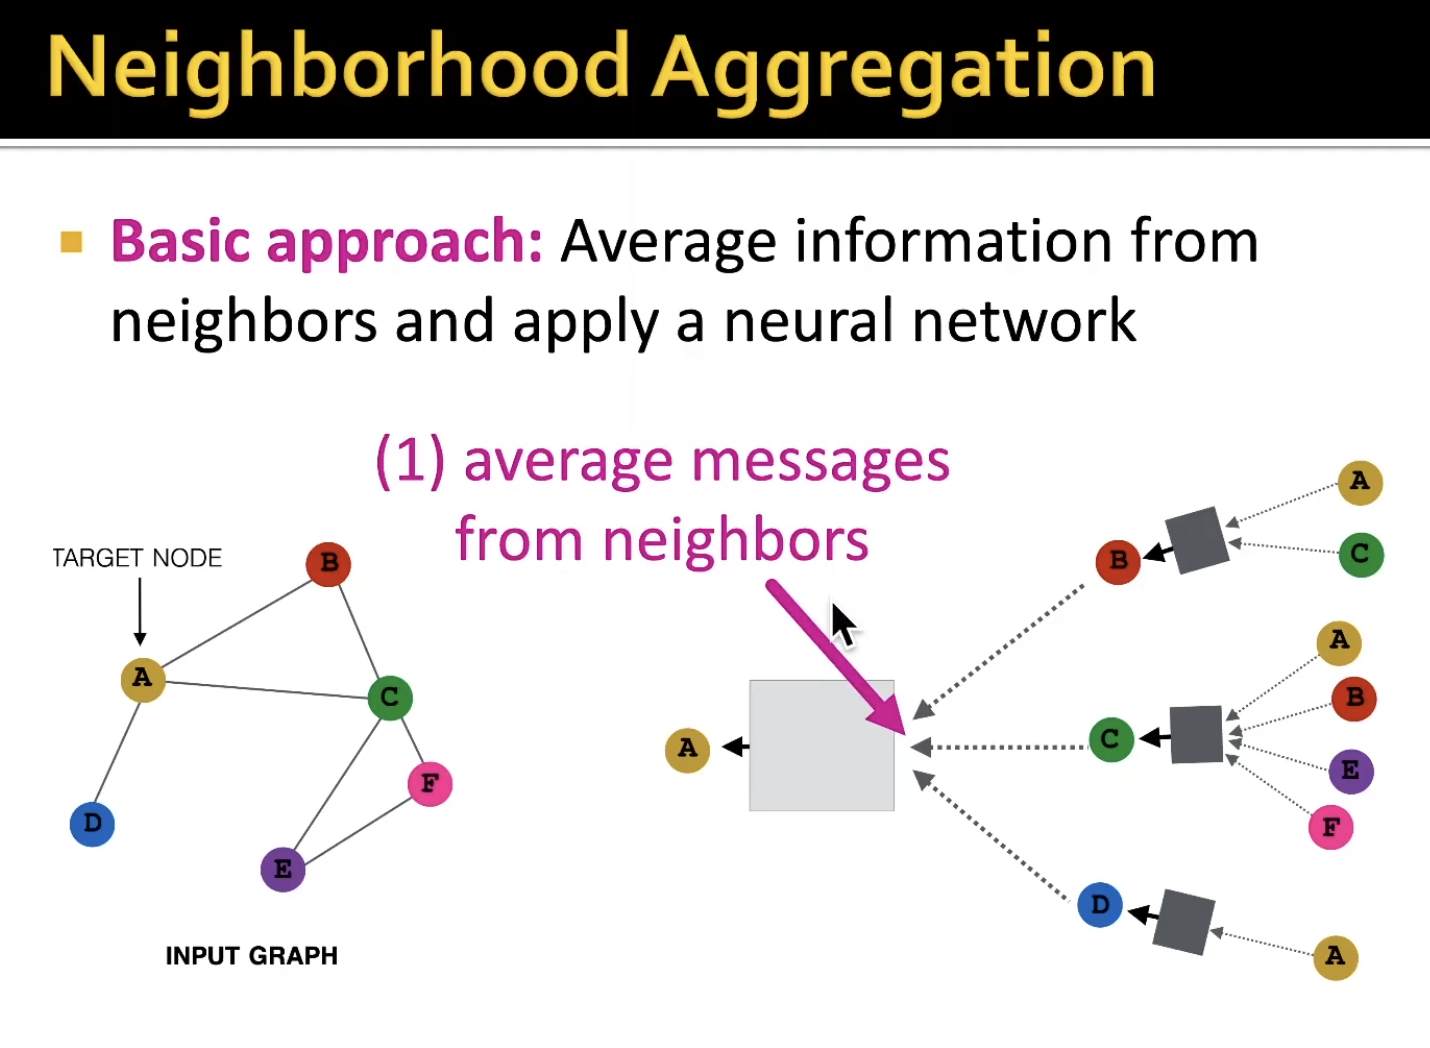 Neighborhood Aggregation
Basic approach: Average information from
neighbors and apply a neural network
(1) average messages
from neighbors
TARGET NODE
B
A
C
F
D
E
INPUT GRAPH
A
B
A
C
C
A
B
E
F
D
A